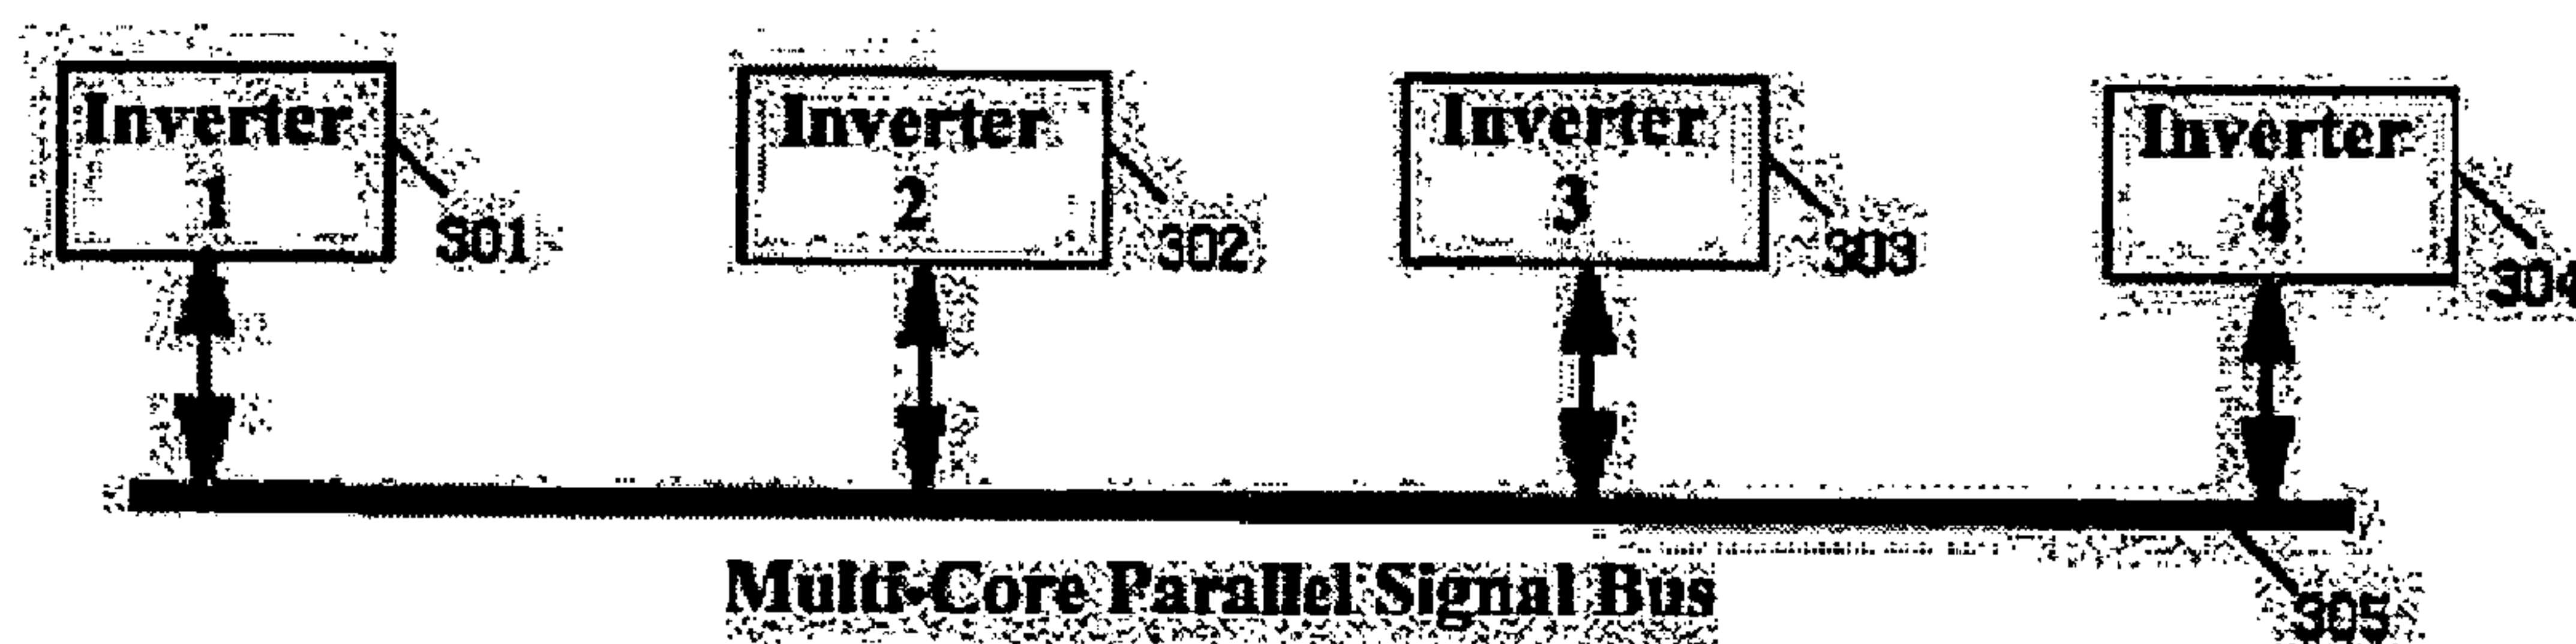 Inverter
1
301
Inverter
2
302
Inverter
3
303
Inverter
4
304
Multi-Core Parallel Signal Bus
305